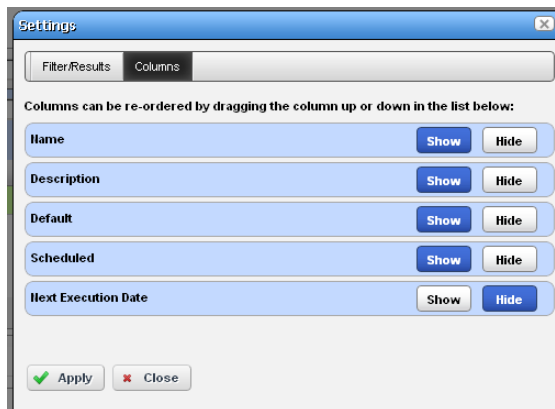 Settings
Filter/Results Columns
Columns can be re-ordered by dragging the column up or down in the list below:
Name Show Hide
Description Show Hide
Default Show Hide
Scheduled Show Hide
Next Execution Date Show Hide
Apply Close